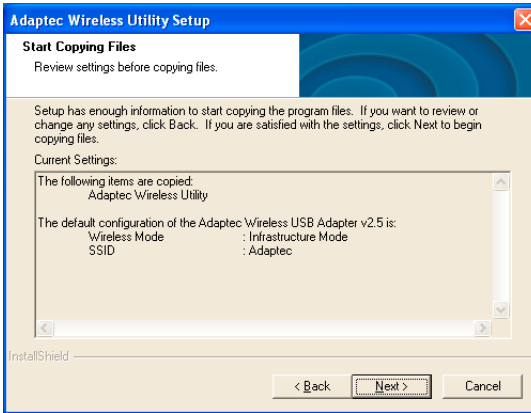 Adaptec Wireless Utility Setup
Start Copying Files
Review settings before copying files.
Setup has enough information to start copying the program files. If you want to review or
change any settings, click Back. If you are satisfied with the settings, click Next to begin
copying files.
Current Settings:
The following items are copied:
Adaptec Wireless Utility
The default configuration of the Adaptec Wireless USB Adapter v2.5 is:
Wireless Mode : Infrastructure Mode
SSID : Adaptec
InstallShield
< Back Next > Cancel